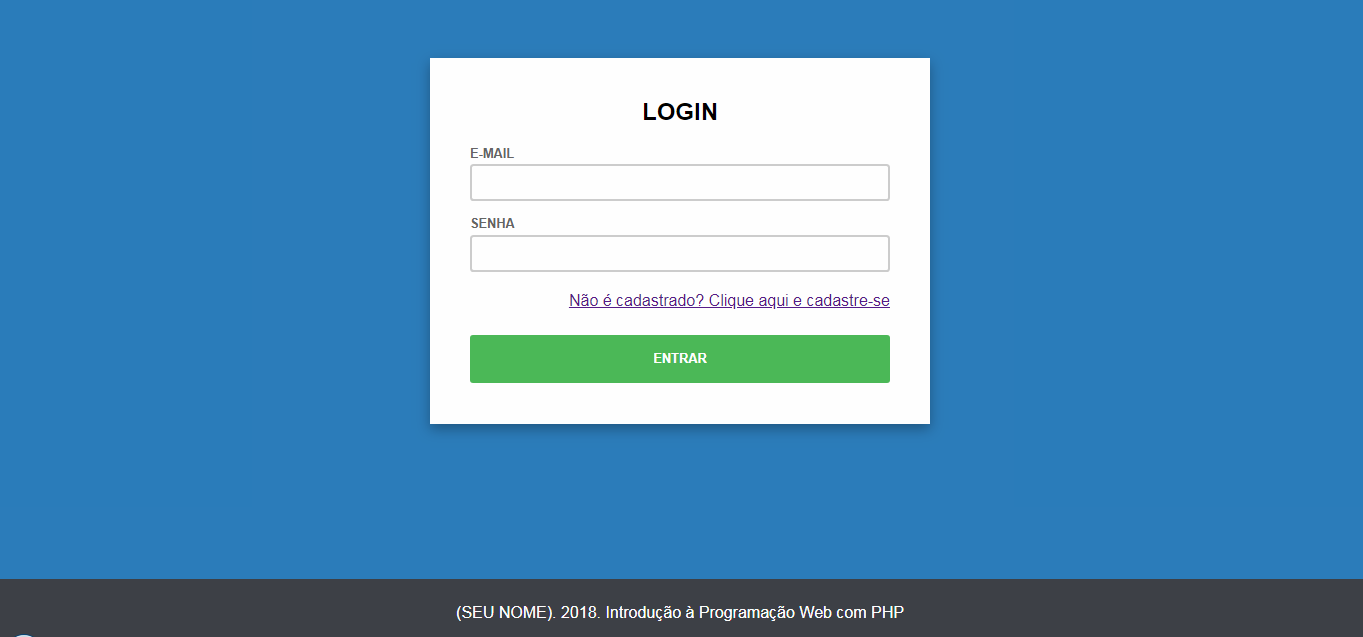 LOGIN
E-MAIL
SENHA
Não é cadastrado? Clique aqui e cadastre-se
ENTRAR
(SEU NOME). 2018. Introdução à Programação Web com PHP